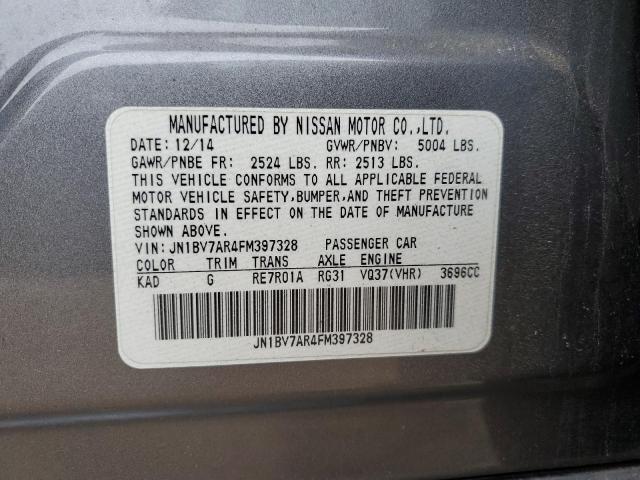 MANUFACTURED BY NISSAN MOTOR CO.,LTD.
DATE: 12/14 GVWR/PNBV: 5004 LBS.
GAWR/PNBE FR: 2524 LBS. RR: 2513 LBS.
THIS VEHICLE CONFORMS TO ALL APPLICABLE FEDERAL
MOTOR VEHICLE SAFETY,BUMPER,AND THEFT PREVENTION
STANDARDS IN EFFECT ON THE DATE OF MANUFACTURE
SHOWN ABOVE.
VIN: JN1BV7AR4FM397328 PASSENGER CAR
COLOR TRIM TRANS AXLE ENGINE
KAD G RE7R01A RG31 VQ37(VHR) 3696CC
JN1BV7AR4FM397328